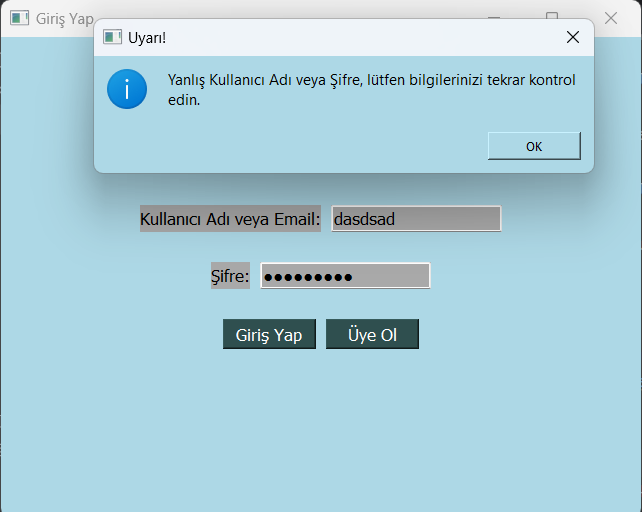 Giriş Yap
Uyarı!
Yanlış Kullanıcı Adı veya Şifre, lütfen bilgilerinizi tekrar kontrol
edin.
OK
Kullanıcı Adı veya Email: dasdsad
Şifre: ●●●●●●●●●
Giriş Yap Üye Ol